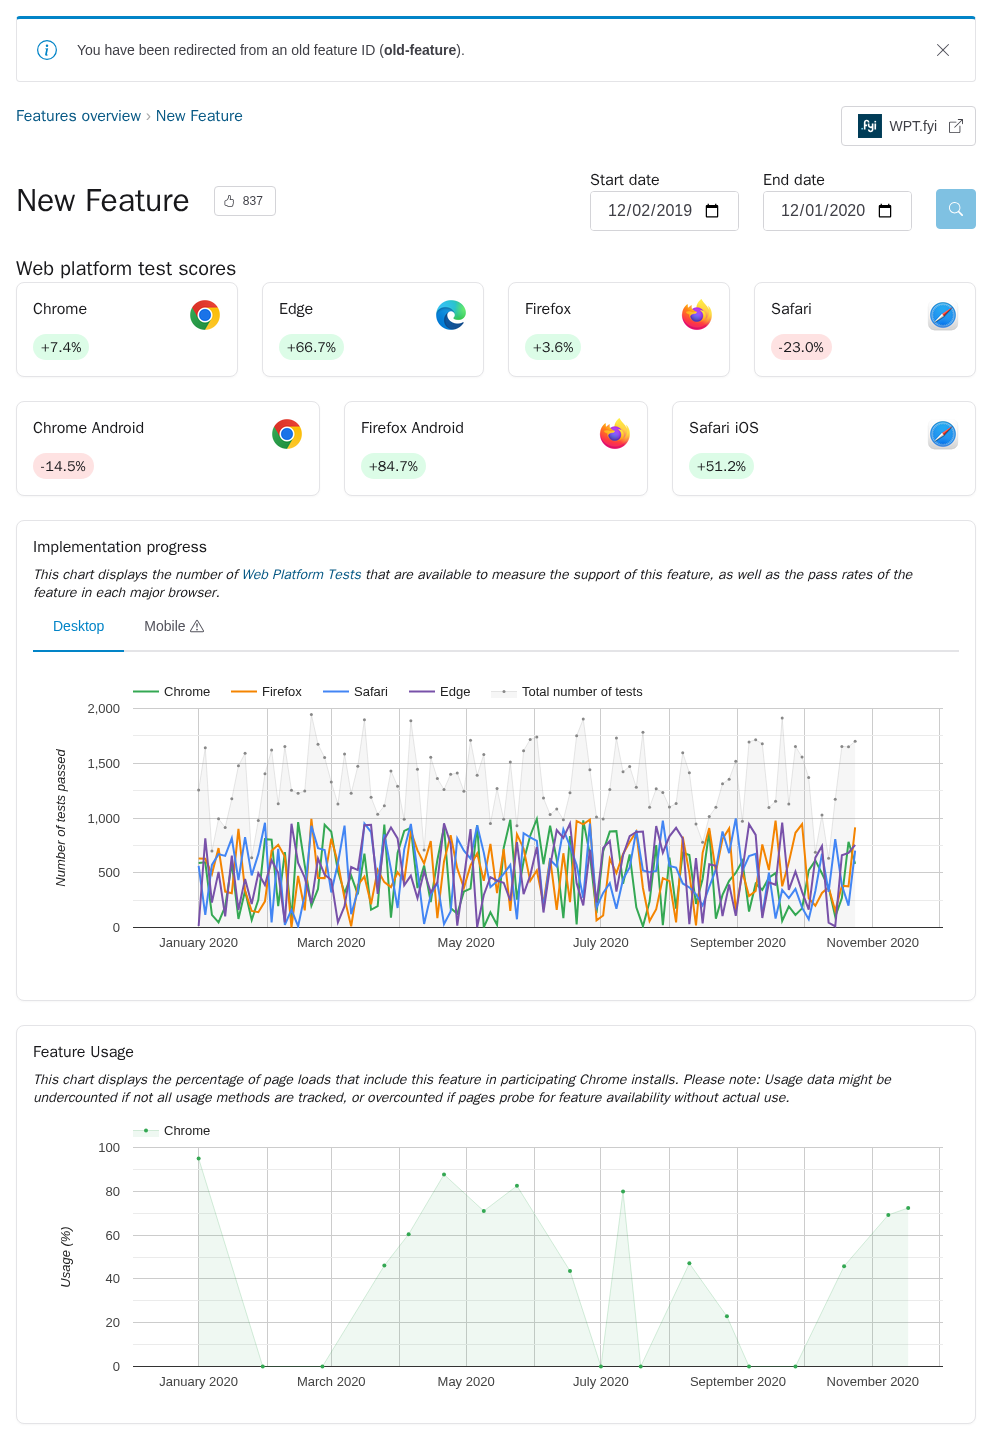 You have been redirected from an old feature ID (old-feature).
Features overview › New Feature
.fyi WPT.fyi
New Feature
837
Start date
12/02/2019
End date
12/01/2020
Web platform test scores
Chrome
+7.4%
Edge
+66.7%
Firefox
+3.6%
Safari
-23.0%
Chrome Android
-14.5%
Firefox Android
+84.7%
Safari iOS
+51.2%
Implementation progress
This chart displays the number of Web Platform Tests that are available to measure the support of this feature, as well as the pass rates of the
feature in each major browser.
Desktop
Mobile
Chrome
Firefox
Safari
Edge
Total number of tests
Number of tests passed
2,000
1,500
1,000
500
0
January 2020
March 2020
May 2020
July 2020
September 2020
November 2020
Feature Usage
This chart displays the percentage of page loads that include this feature in participating Chrome installs. Please note: Usage data might be
undercounted if not all usage methods are tracked, or overcounted if pages probe for feature availability without actual use.
Chrome
Usage (%)
100
80
60
40
20
0
January 2020
March 2020
May 2020
July 2020
September 2020
November 2020